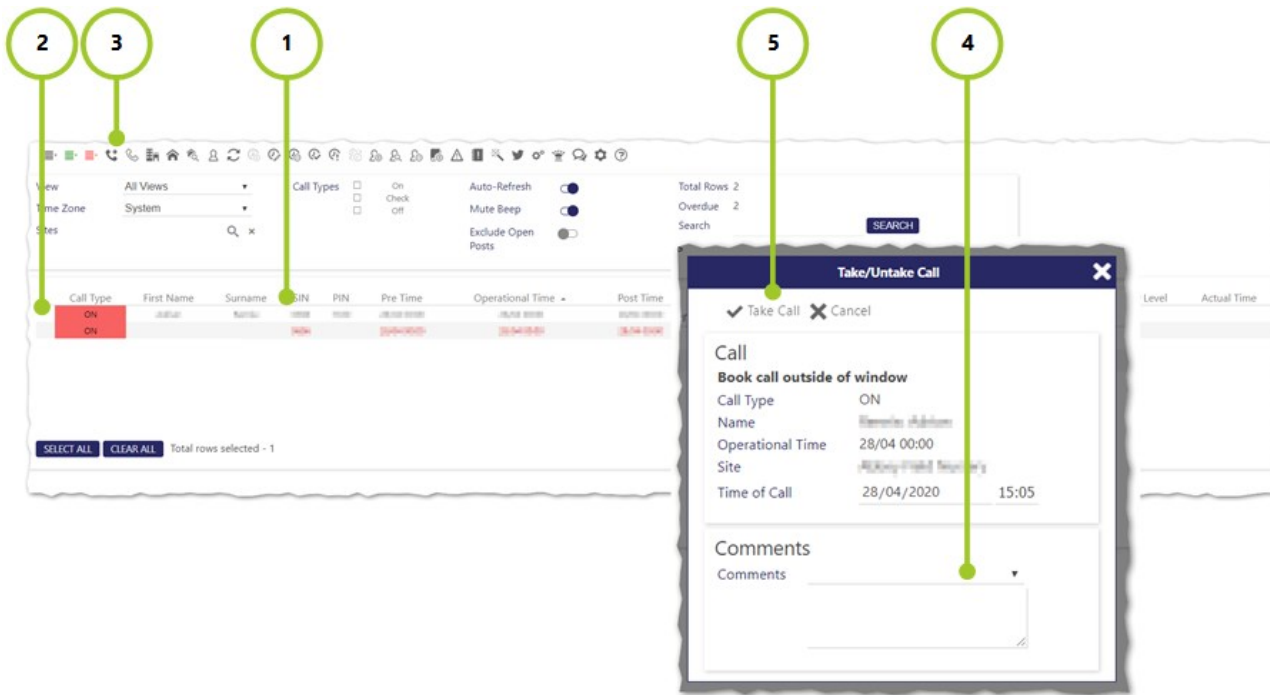 2 3 1 5 4
View All Views Call Types On Auto-Refresh Total Rows 2
Check
Time Zone System Off Mute Beep Overdue 2
Sites Exclude Open Search SEARCH
Posts
Call Type First Name Surname SIN PIN Pre Time Operational Time Post Time Level Actual Time
ON
ON
SELECT ALL CLEAR ALL Total rows selected - 1
Take/Untake Call
Take Call Cancel
Call
Book call outside of window
Call Type ON
Name
Operational Time 28/04 00:00
Site
Time of Call 28/04/2020 15:05
Comments
Comments